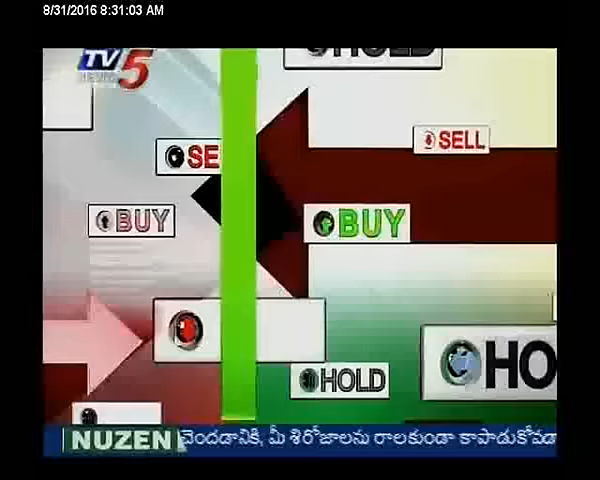 8/31/2016 8:31:03 AM
TV5
NEWS
HOLD
SELL
SE
BUY
BUY
HOLD
HO
NUZEN చెందడానికి, మీ శిరోజాలను రాలకుండా కాపాడుకోవడా